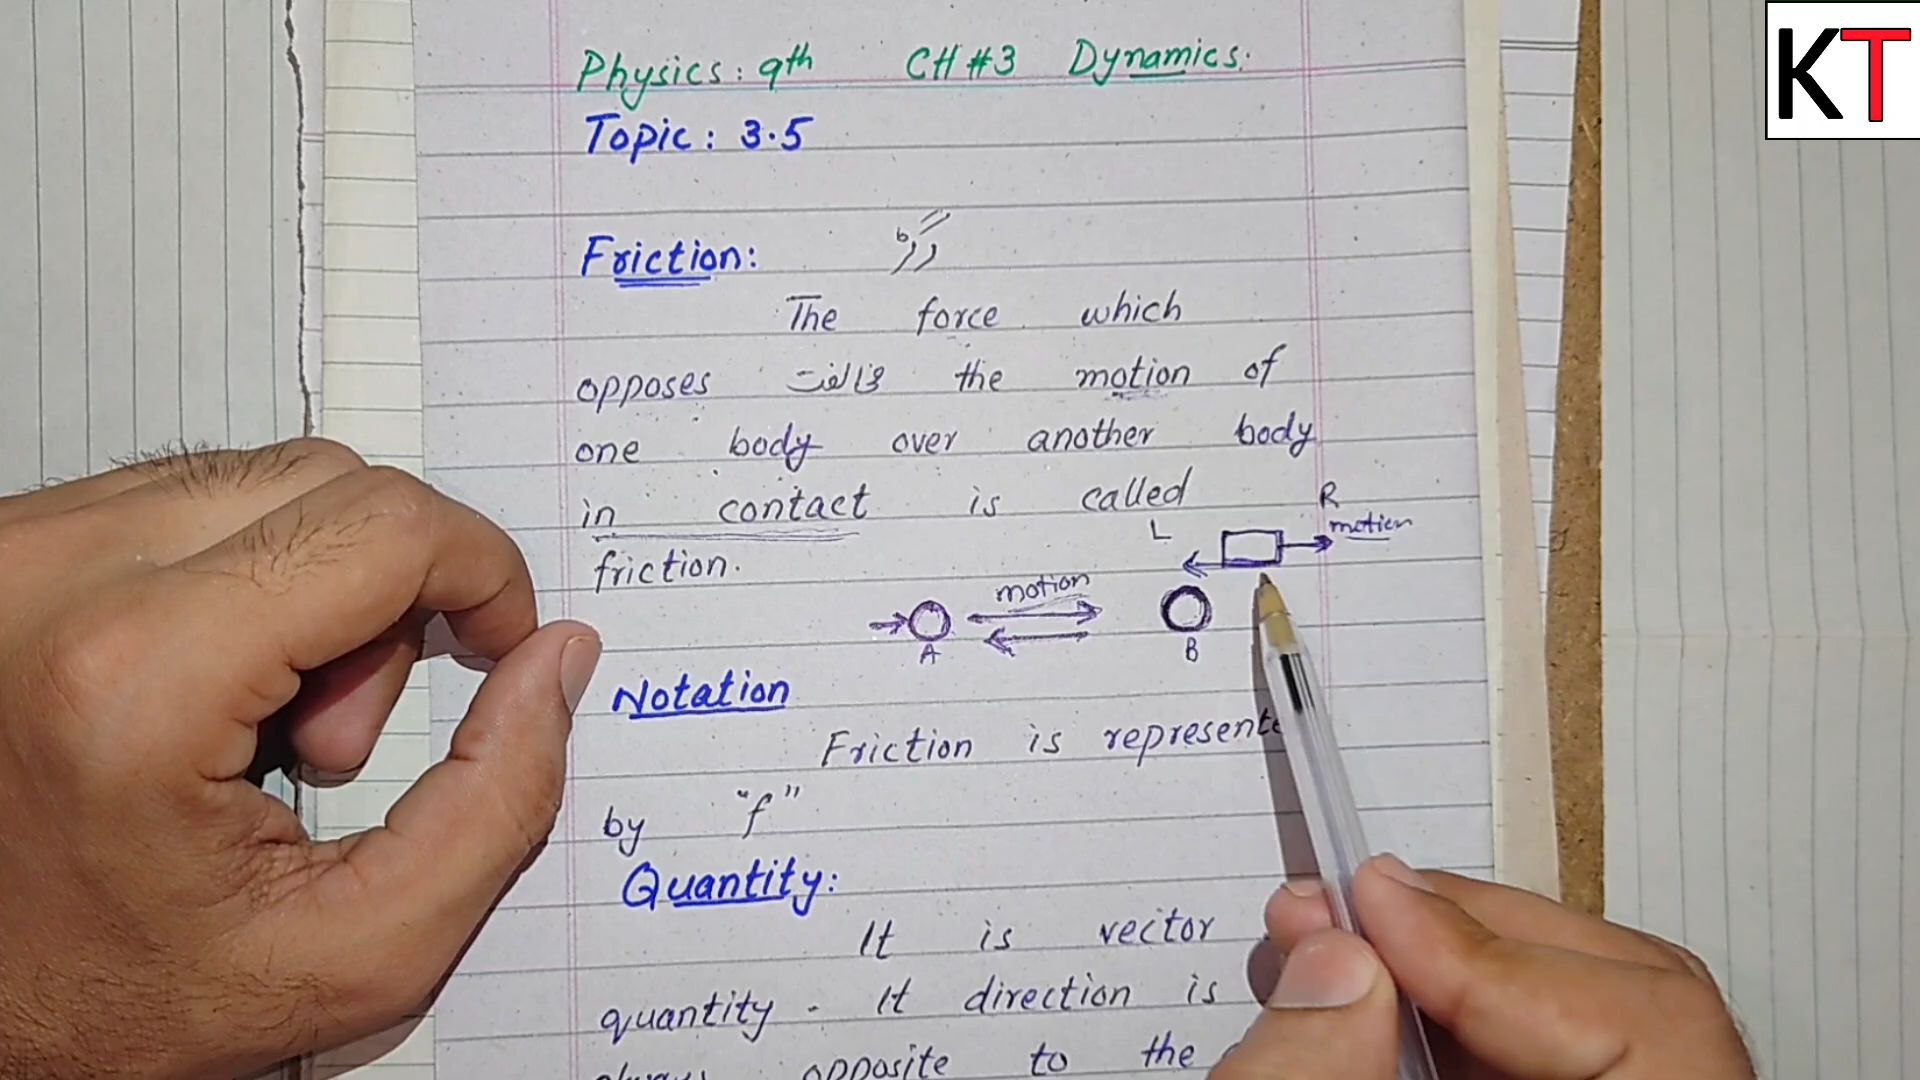 KT
Physics: 9th CH #3 Dynamics.
Topic: 3.5
Friction: رگڑ
The force which
opposes مخالفت the motion of
one body over another body
in contact is called
friction.
L R
motion
motion
A B
Notation
Friction is represente
by "f"
Quantity:
It is vector
quantity. It direction is
always opposite to the